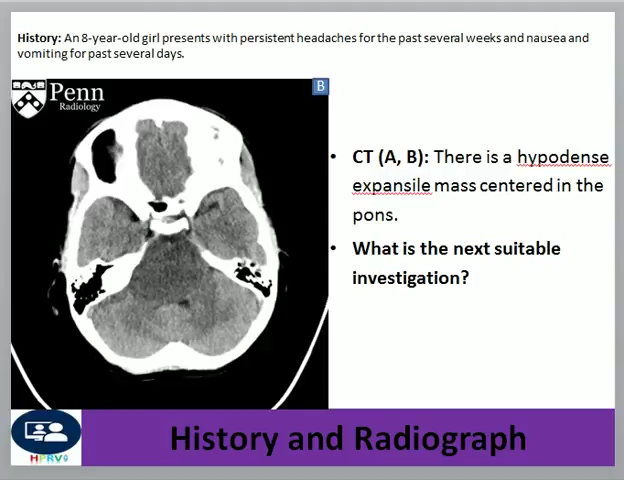 History: An 8-year-old girl presents with persistent headaches for the past several weeks and nausea and
vomiting for past several days.
B
Penn
Radiology
• CT (A, B): There is a hypodense
expansile mass centered in the
pons.
• What is the next suitable
investigation?
HPRV
History and Radiograph